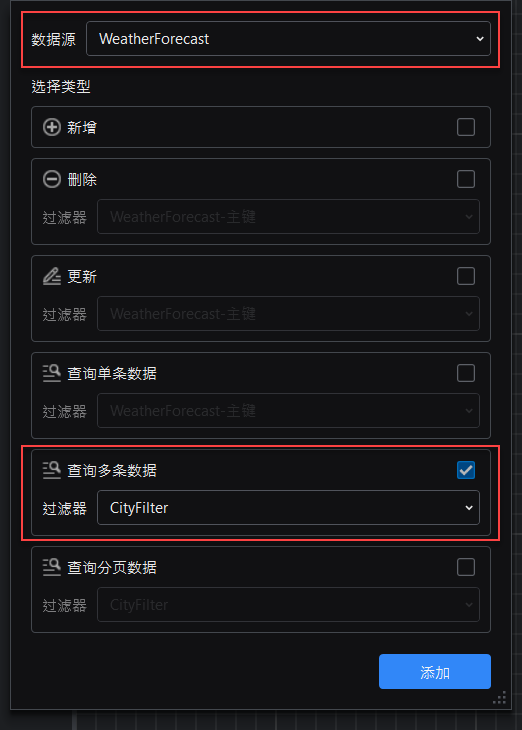 数据源 WeatherForecast
选择类型
新增
删除
过滤器 WeatherForecast-主键
更新
过滤器 WeatherForecast-主键
查询单条数据
过滤器 WeatherForecast-主键
查询多条数据
过滤器 CityFilter
查询分页数据
过滤器 CityFilter
添加